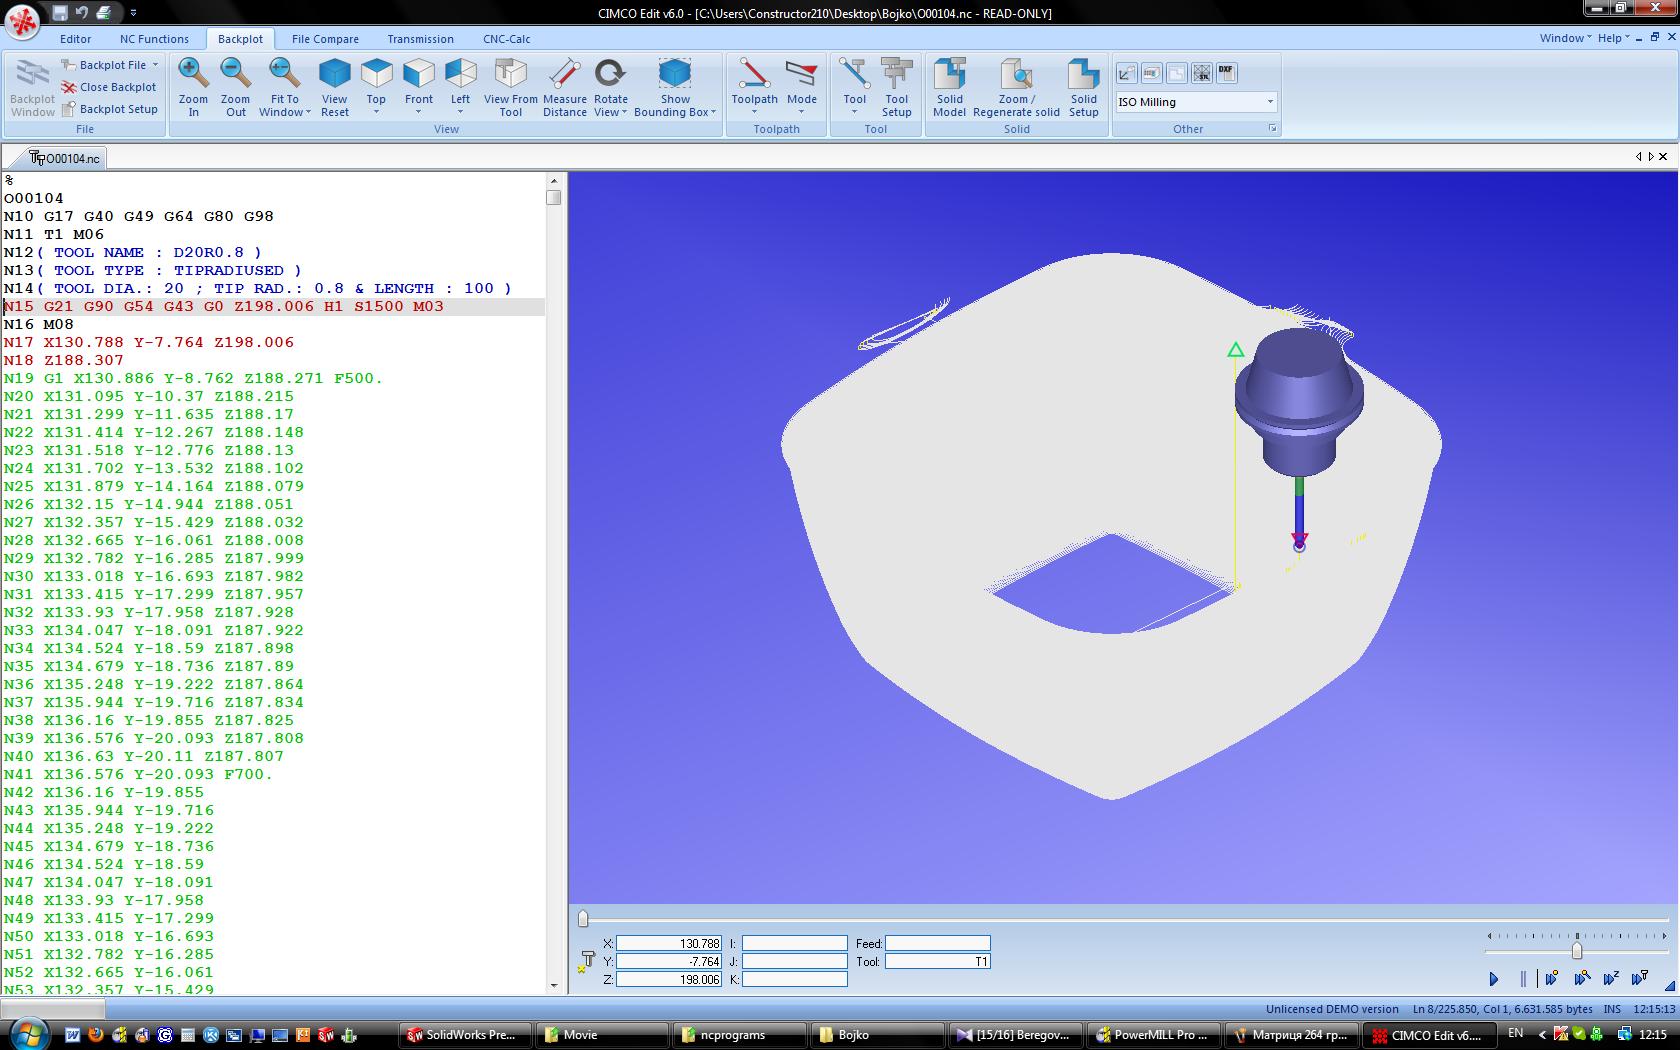 CIMCO Edit v6.0 - [C:\Users\Constructor210\Desktop\Bojko\O00104.nc - READ-ONLY]
Editor NC Functions Backplot File Compare Transmission CNC-Calc Window Help
Backplot Window
Backplot File
Close Backplot
Backplot Setup
File
Zoom In
Zoom Out
Fit To Window
View Reset
Top
Front
Left
View From Tool
Measure Distance
Rotate View
Show Bounding Box
View
Toolpath
Mode
Toolpath
Tool
Tool Setup
Tool
Solid Model
Zoom / Regenerate solid
Solid Setup
Solid
DXF
ISO Milling
Other
O00104.nc
%
O00104
N10 G17 G40 G49 G64 G80 G98
N11 T1 M06
N12( TOOL NAME : D20R0.8 )
N13( TOOL TYPE : TIPRADIUSED )
N14( TOOL DIA.: 20 ; TIP RAD.: 0.8 & LENGTH : 100 )
N15 G21 G90 G54 G43 G0 Z198.006 H1 S1500 M03
N16 M08
N17 X130.788 Y-7.764 Z198.006
N18 Z188.307
N19 G1 X130.886 Y-8.762 Z188.271 F500.
N20 X131.095 Y-10.37 Z188.215
N21 X131.299 Y-11.635 Z188.17
N22 X131.414 Y-12.267 Z188.148
N23 X131.518 Y-12.776 Z188.13
N24 X131.702 Y-13.532 Z188.102
N25 X131.879 Y-14.164 Z188.079
N26 X132.15 Y-14.944 Z188.051
N27 X132.357 Y-15.429 Z188.032
N28 X132.665 Y-16.061 Z188.008
N29 X132.782 Y-16.285 Z187.999
N30 X133.018 Y-16.693 Z187.982
N31 X133.415 Y-17.299 Z187.957
N32 X133.93 Y-17.958 Z187.928
N33 X134.047 Y-18.091 Z187.922
N34 X134.524 Y-18.59 Z187.898
N35 X134.679 Y-18.736 Z187.89
N36 X135.248 Y-19.222 Z187.864
N37 X135.944 Y-19.716 Z187.834
N38 X136.16 Y-19.855 Z187.825
N39 X136.576 Y-20.093 Z187.808
N40 X136.63 Y-20.11 Z187.807
N41 X136.576 Y-20.093 F700.
N42 X136.16 Y-19.855
N43 X135.944 Y-19.716
N44 X135.248 Y-19.222
N45 X134.679 Y-18.736
N46 X134.524 Y-18.59
N47 X134.047 Y-18.091
N48 X133.93 Y-17.958
N49 X133.415 Y-17.299
N50 X133.018 Y-16.693
N51 X132.782 Y-16.285
N52 X132.665 Y-16.061
N53 X132.357 Y-15.429
X: 130.788 I: Feed:
Y: -7.764 J: Tool: T1
Z: 198.006 K:
Unlicensed DEMO version Ln 8/225.850, Col 1, 6.631.585 bytes INS 12:15:13
SolidWorks Pre... Movie ncprograms Bojko [15/16] Beregov... PowerMILL Pro ... Матриця 264 гр... CIMCO Edit v6.... EN 12:15